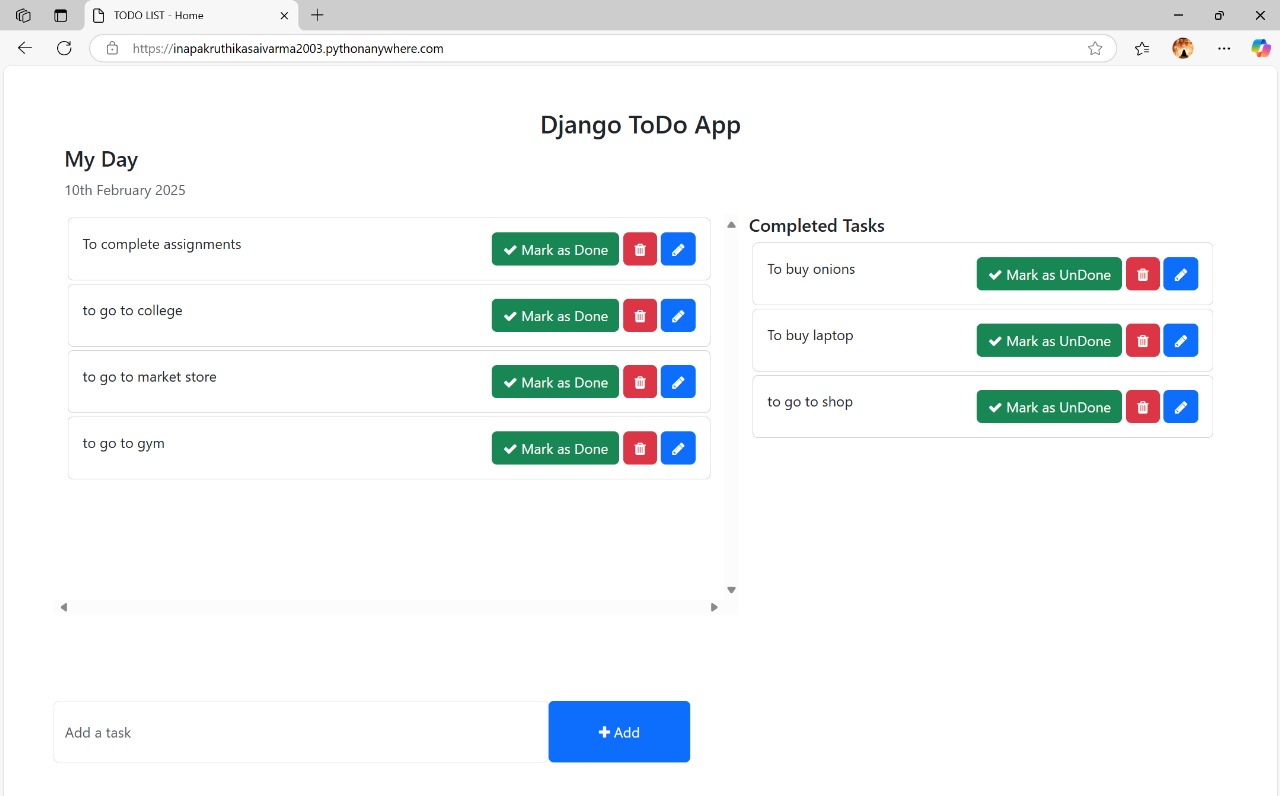 TODO LIST - Home
https://inapakruthikasaivarma2003.pythonanywhere.com
Django ToDo App
My Day
10th February 2025
To complete assignments
Mark as Done
to go to college
Mark as Done
to go to market store
Mark as Done
to go to gym
Mark as Done
Completed Tasks
To buy onions
Mark as UnDone
To buy laptop
Mark as UnDone
to go to shop
Mark as UnDone
Add a task
Add